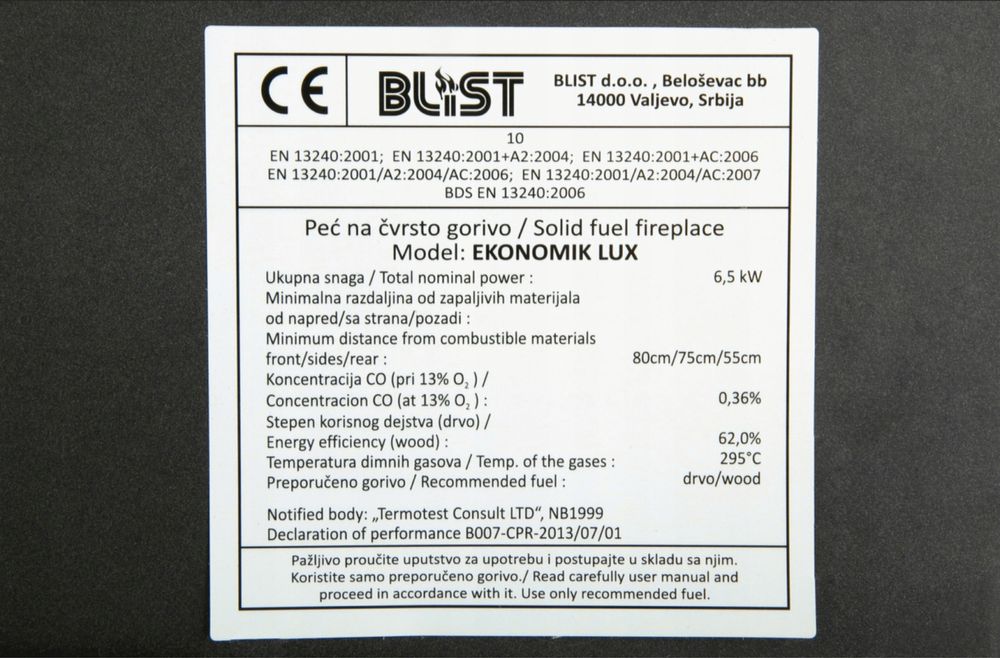 CE
BLIST
BLIST d.o.o. , Beloševac bb
14000 Valjevo, Srbija
10
EN 13240:2001; EN 13240:2001+A2:2004; EN 13240:2001+AC:2006
EN 13240:2001/A2:2004/AC:2006; EN 13240:2001/A2:2004/AC:2007
BDS EN 13240:2006
Peć na čvrsto gorivo / Solid fuel fireplace
Model: EKONOMIK LUX
Ukupna snaga / Total nominal power : 6,5 kW
Minimalna razdaljina od zapaljivih materijala
od napred/sa strana/pozadi :
Minimum distance from combustible materials
front/sides/rear : 80cm/75cm/55cm
Koncentracija CO (pri 13% O₂ ) /
Concentracion CO (at 13% O₂ ) : 0,36%
Stepen korisnog dejstva (drvo) /
Energy efficiency (wood) : 62,0%
Temperatura dimnih gasova / Temp. of the gases : 295°C
Preporučeno gorivo / Recommended fuel : drvo/wood
Notified body: „Termotest Consult LTD“, NB1999
Declaration of performance B007-CPR-2013/07/01
Pažljivo proučite uputstvo za upotrebu i postupajte u skladu sa njim.
Koristite samo preporučeno gorivo./ Read carefully user manual and
proceed in accordance with it. Use only recommended fuel.